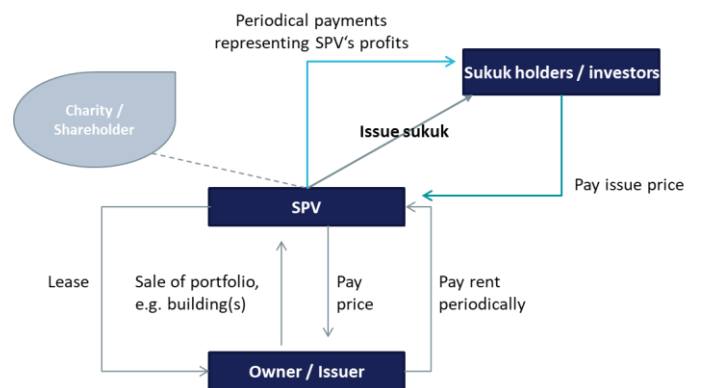 Periodical payments
representing SPV‘s profits
Sukuk holders / investors
Charity /
Shareholder
Issue sukuk
Pay issue price
SPV
Lease
Sale of portfolio,
e.g. building(s)
Pay
price
Pay rent
periodically
Owner / Issuer